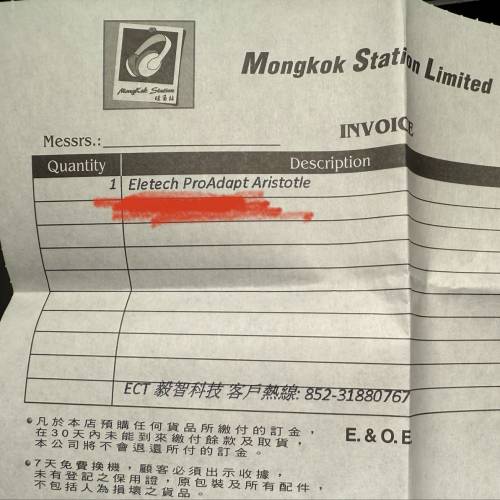 Mongkok Station
旺角站
Mongkok Station Limited
INVOICE
Messrs.:
Quantity Description
1 Eletech ProAdapt Aristotle
ECT 毅智科技 客戶熱線: 852-31880767
凡於本店預購任何貨品所繳付的訂金，
在30天內未能到來繳付餘款及取貨，
本公司將不會退還所付的訂金。
E. & O. E
7天免費換機，顧客必須出示收據，
未有登記之保用證，原包裝及所有配件，
不包括人為損壞之貨品。